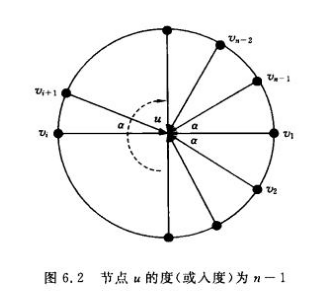 v_{n-2}
v_{i+1}
v_{n-1}
u
α
α
v_i
v_1
α
v_2
图 6.2 节点 u 的度(或入度)为 n-1